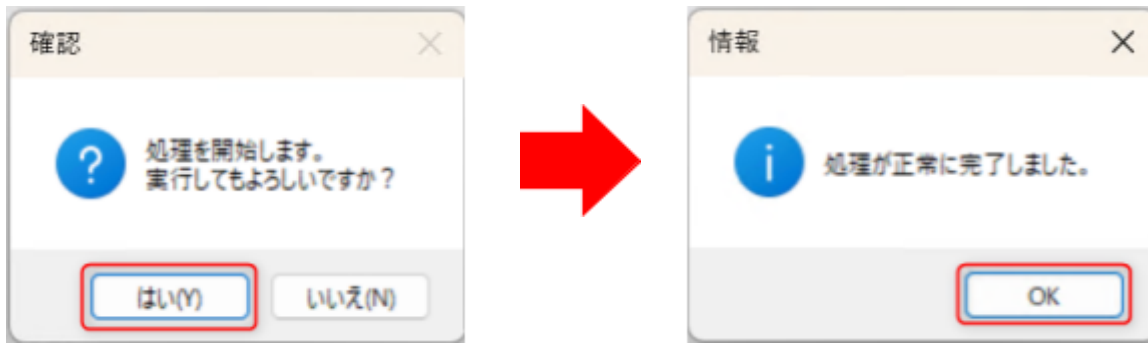 確認
処理を開始します。
実行してもよろしいですか？
はい(Y)
いいえ(N)
情報
処理が正常に完了しました。
OK